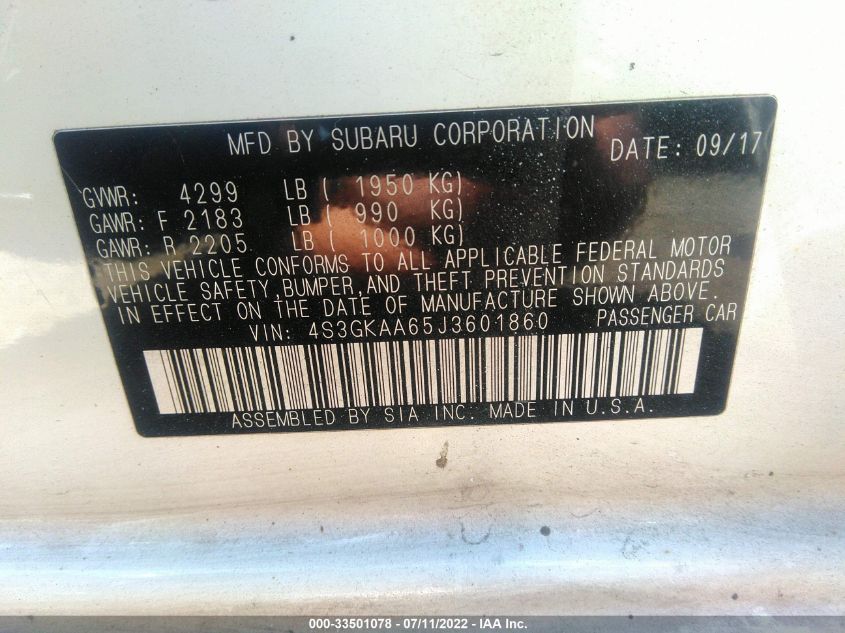 MFD BY SUBARU CORPORATION DATE: 09/17
GVWR: 4299 LB ( 1950 KG)
GAWR: F 2183 LB ( 990 KG)
GAWR: R 2205 LB ( 1000 KG)
THIS VEHICLE CONFORMS TO ALL APPLICABLE FEDERAL MOTOR
VEHICLE SAFETY,BUMPER,AND THEFT PREVENTION STANDARDS
IN EFFECT ON THE DATE OF MANUFACTURE SHOWN ABOVE.
VIN: 4S3GKAA65J3601860 PASSENGER CAR
ASSEMBLED BY SIA INC. MADE IN U.S.A.
000-33501078 - 07/11/2022 - IAA Inc.